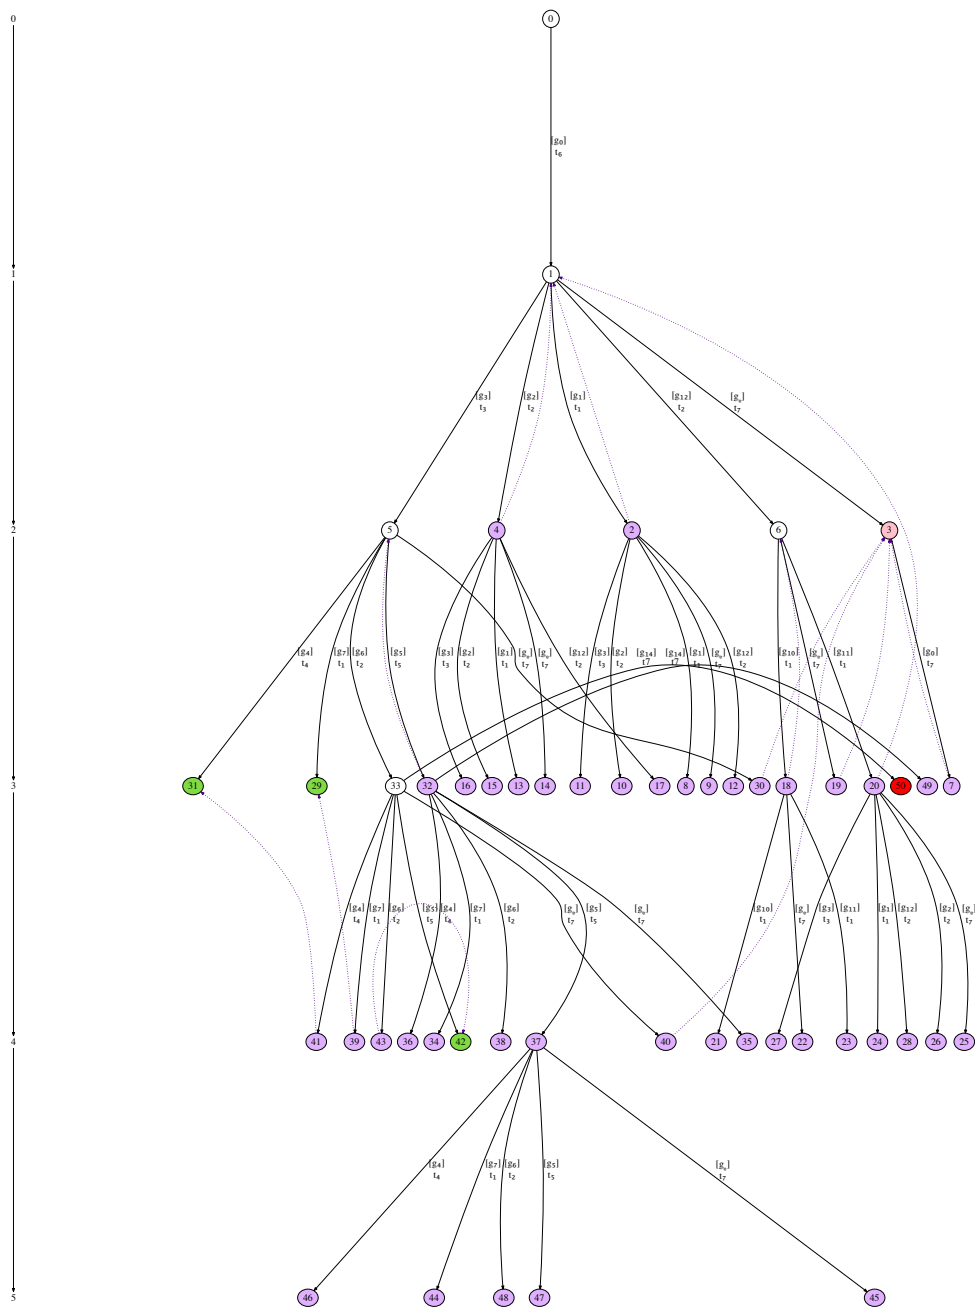 0 0
[g₀]
t₆
1 1
[g₃] [g₂] [g₁] [g₁₂]
t₃ t₂ t₁ t₂ t₇
2 5 4 2 6 3
[g₄] [g₇] [g₆] [g₅] [g₃] [g₂] [g₁] [g₁₂] [g₃] [g₂] [g₁₄] [g₁₄] [g₁] [g₁₂] [g₁₀] [g₁₁] [g₀]
t₄ t₁ t₂ t₅ t₃ t₂ t₁ t₇ t₇ t₂ t₃ t₂ t7 t7 t₂ t₁ t₇ t₁ t₇
3 31 29 33 32 16 15 13 14 11 10 17 8 9 12 30 18 19 20 50 49 7
[g₄] [g₇] [g₆] [g₅] [g₄] [g₇] [g₆] [g₅] [g₁₀] [g₃] [g₁₁] [g₁] [g₁₂] [g₂]
t₄ t₁ t₂ t₅ t₄ t₁ t₂ t₇ t₅ t₇ t₁ t₇ t₃ t₁ t₁ t₂ t₂ t₇
4 41 39 43 36 34 42 38 37 40 21 35 27 22 23 24 28 26 25
[g₄] [g₇] [g₆] [g₅]
t₄ t₁ t₂ t₅ t₇
5 46 44 48 47 45